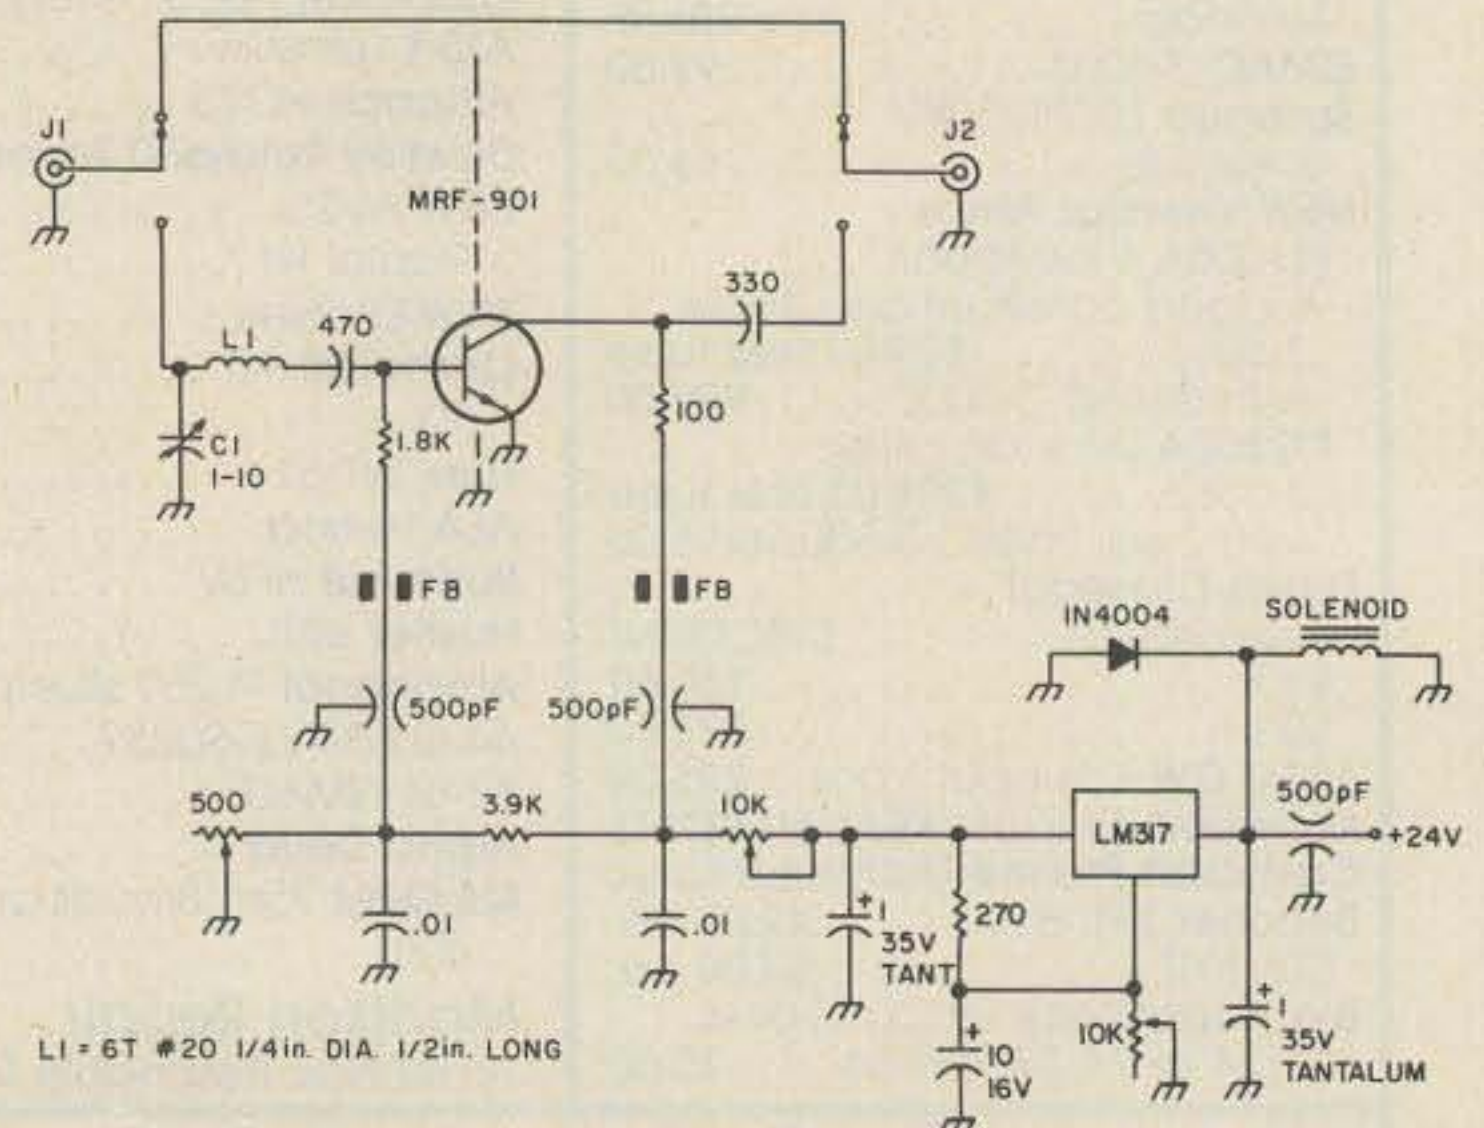 J1
J2
MRF-901
330
L1
470
100
1.8K
C1
1-10
FB
FB
1N4004
SOLENOID
500pF
500pF
500
3.9K
10K
LM317
500pF
+24V
.01
.01
+
1
35V
TANT
270
10K
+
10
16V
+
1
35V
TANTALUM
L1 = 6T #20 1/4in. DIA. 1/2in. LONG